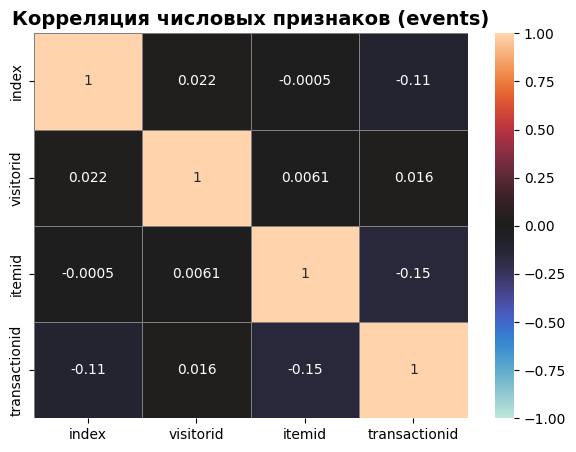 Корреляция числовых признаков (events)
index 1 0.022 -0.0005 -0.11
visitorid 0.022 1 0.0061 0.016
itemid -0.0005 0.0061 1 -0.15
transactionid -0.11 0.016 -0.15 1
index visitorid itemid transactionid
1.00
0.75
0.50
0.25
0.00
−0.25
−0.50
−0.75
−1.00